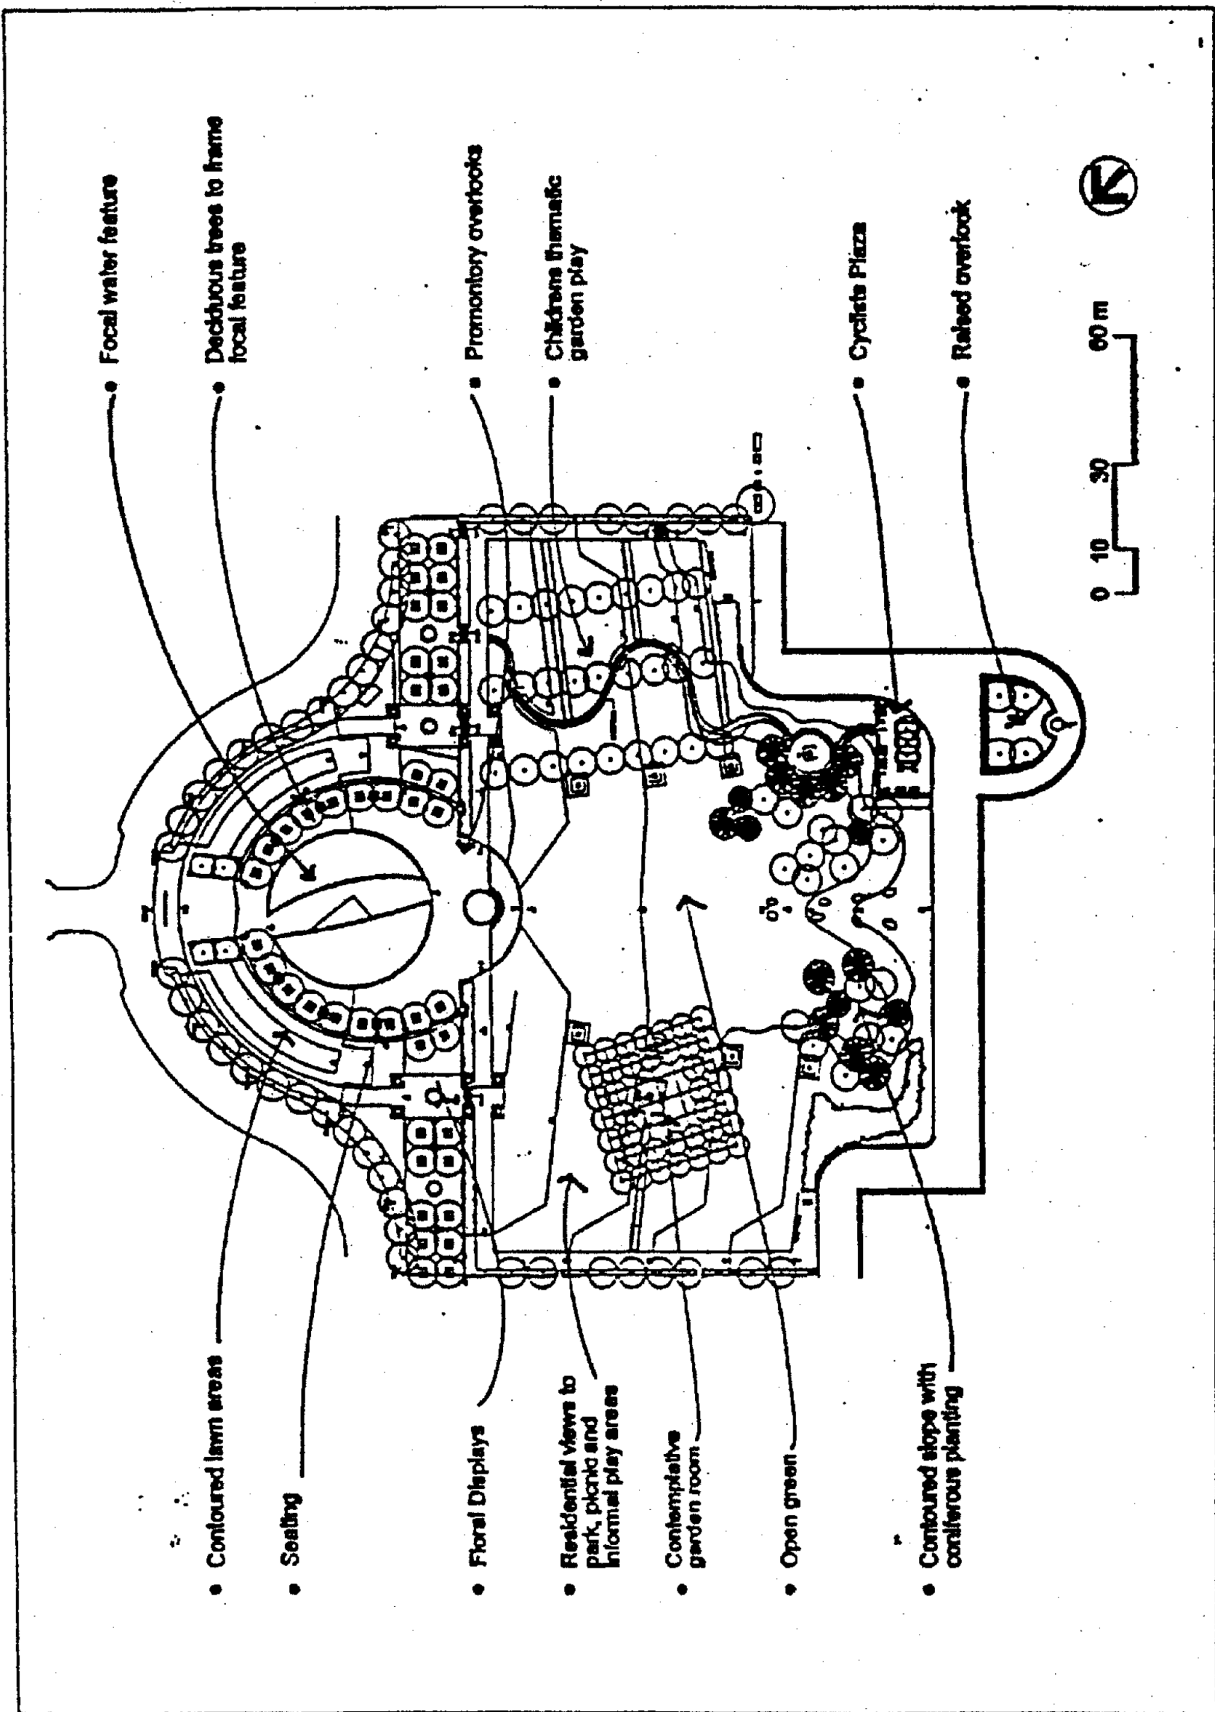 • Focal water feature
• Deciduous trees to frame
focal feature
• Promontory overlooks
• Childrens thematic
garden play
• Cyclists Plaza
• Raised overlook
0 10 30 60 m
• Contoured lawn areas
• Seating
• Floral Displays
• Residential views to
park, picnic and
informal play areas
• Contemplative
garden room
• Open green
• Contoured slope with
coniferous planting